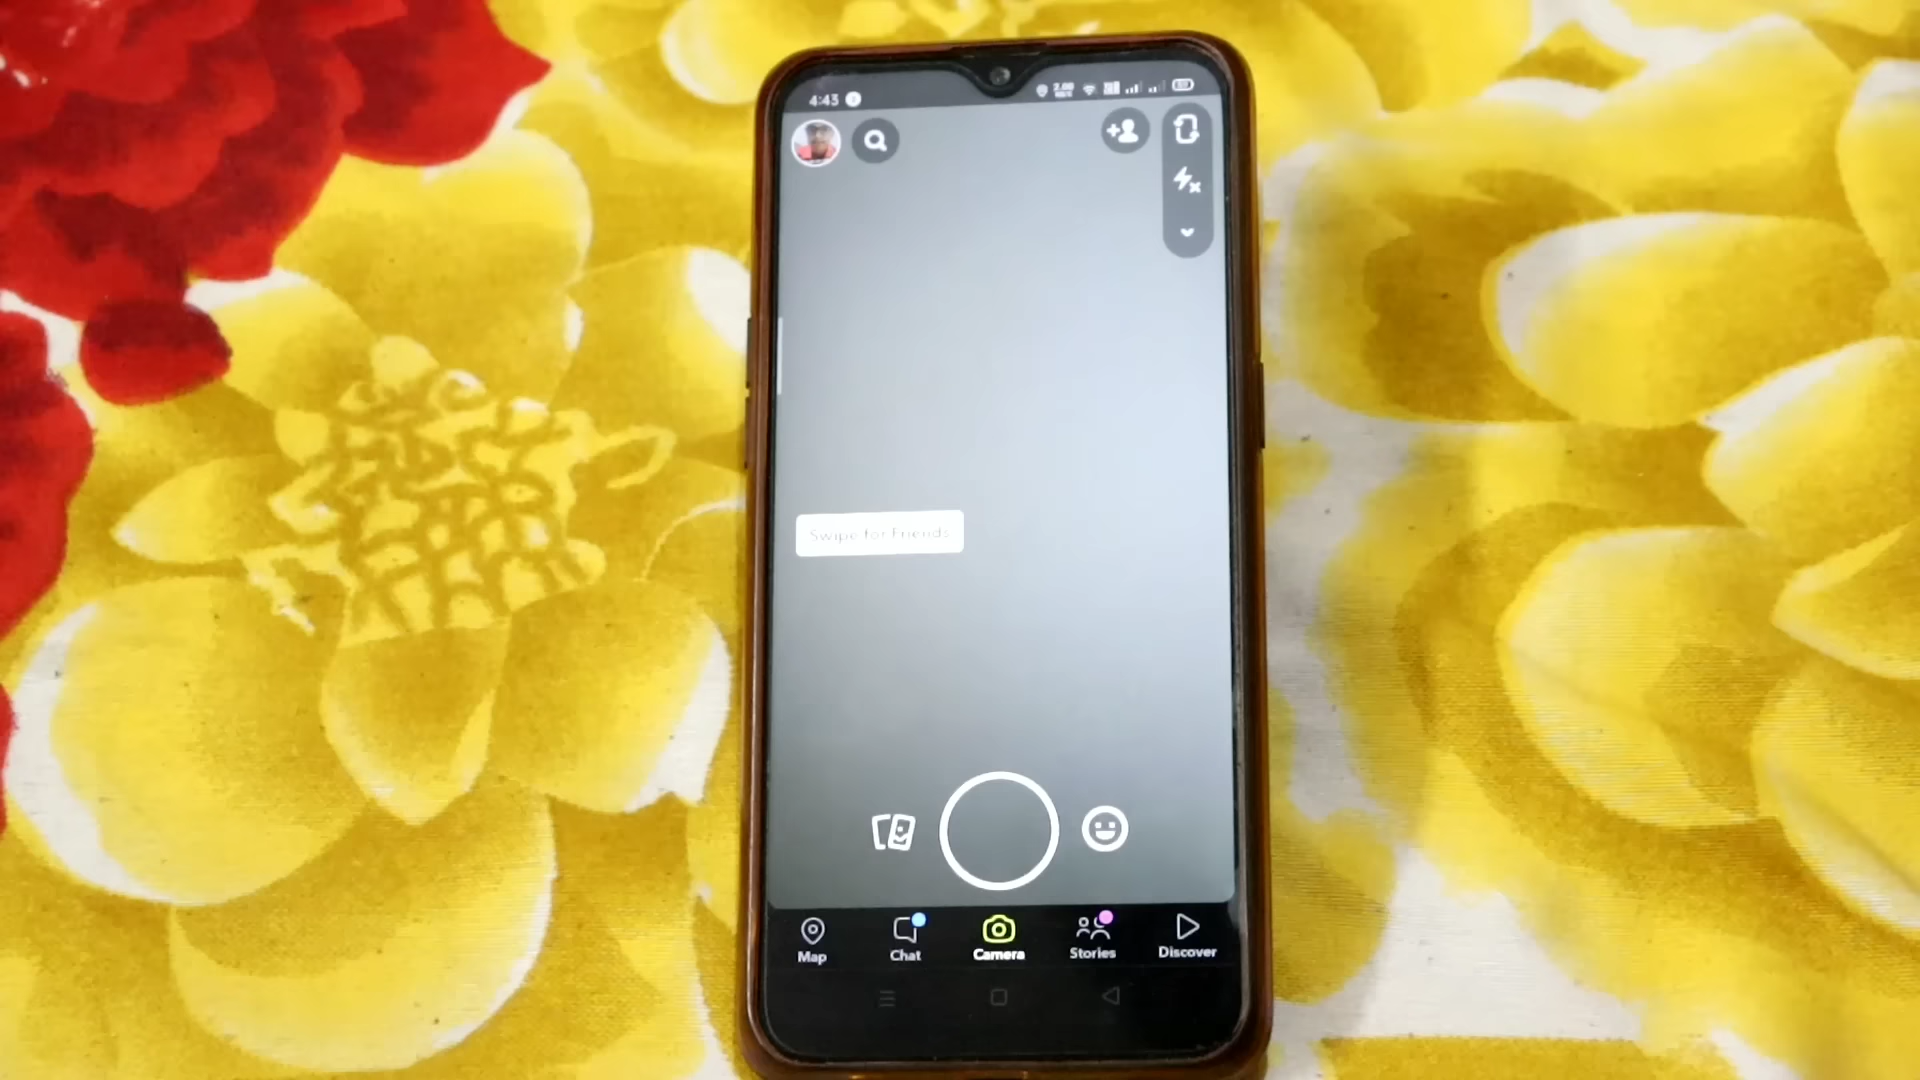 4:43
Swipe for Friends
Map
Chat
Camera
Stories
Discover